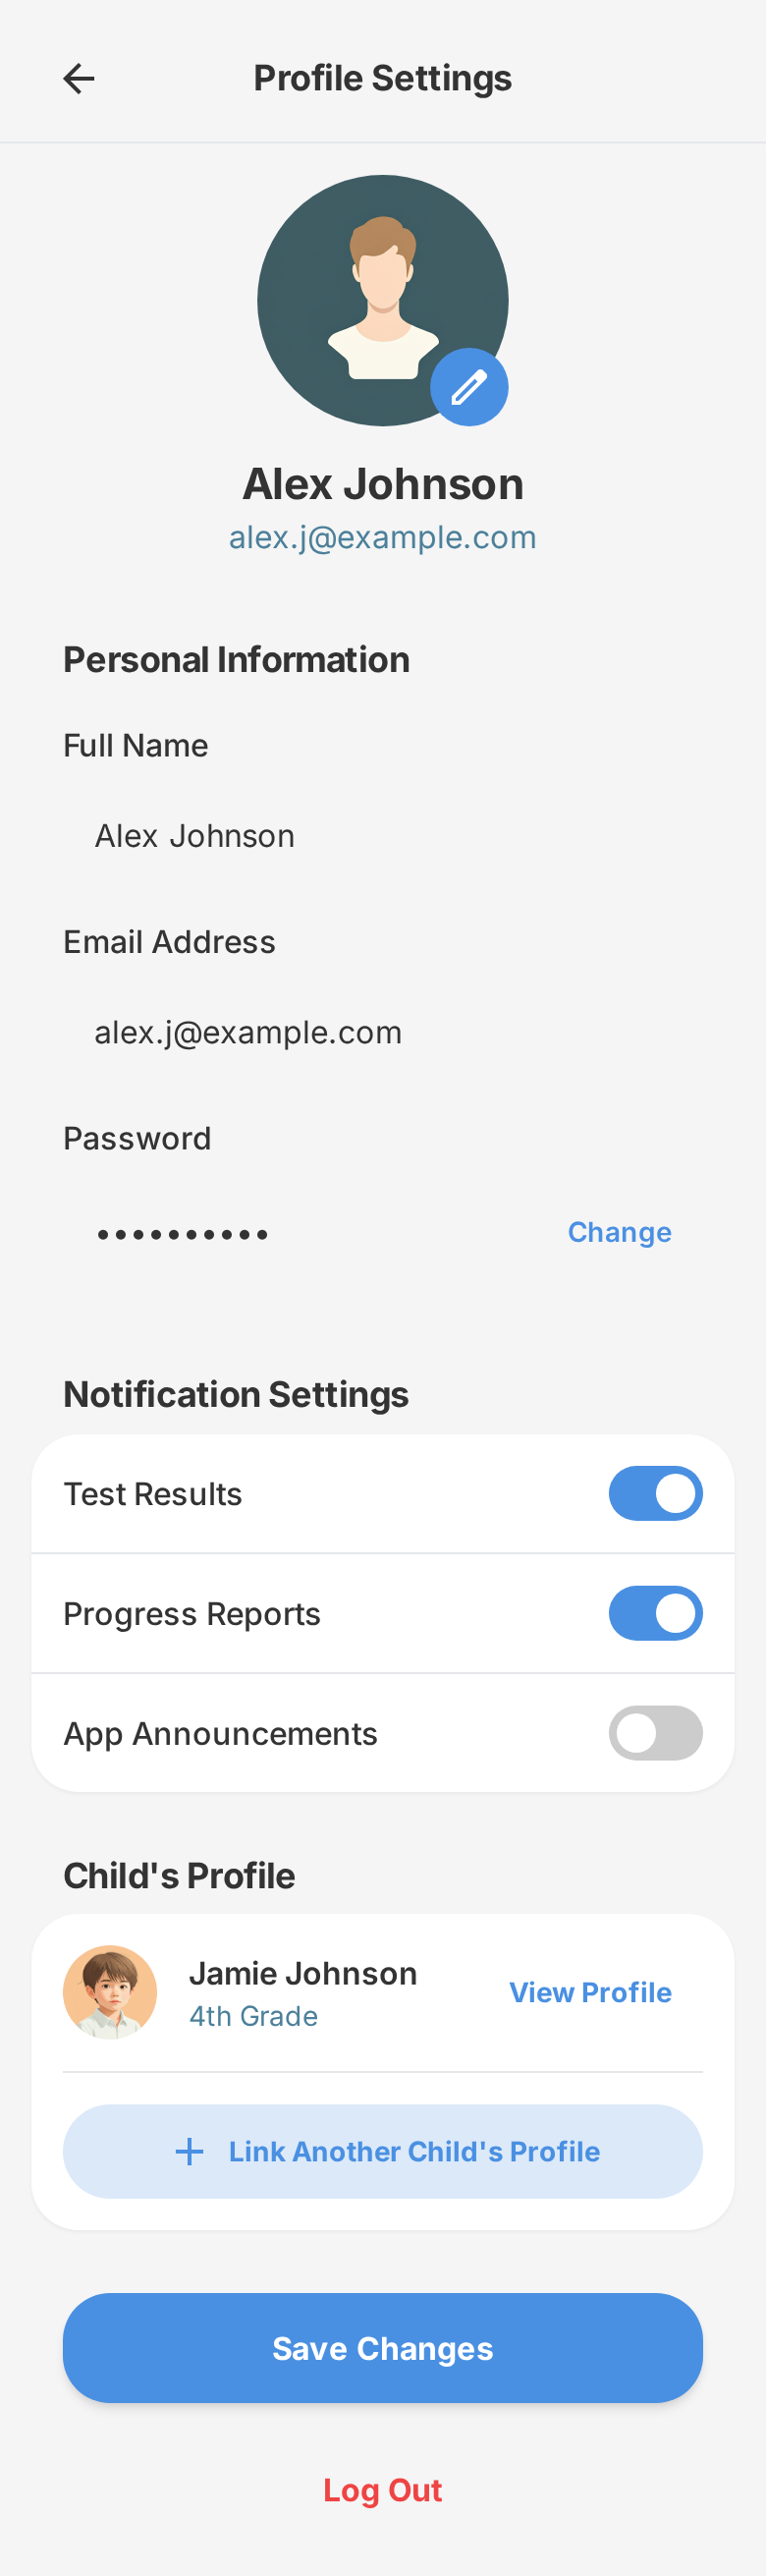 Profile Settings
Alex Johnson
alex.j@example.com
Personal Information
Full Name
Alex Johnson
Email Address
alex.j@example.com
Password
••••••••••
Change
Notification Settings
Test Results
Progress Reports
App Announcements
Child's Profile
Jamie Johnson
4th Grade
View Profile
Link Another Child's Profile
Save Changes
Log Out